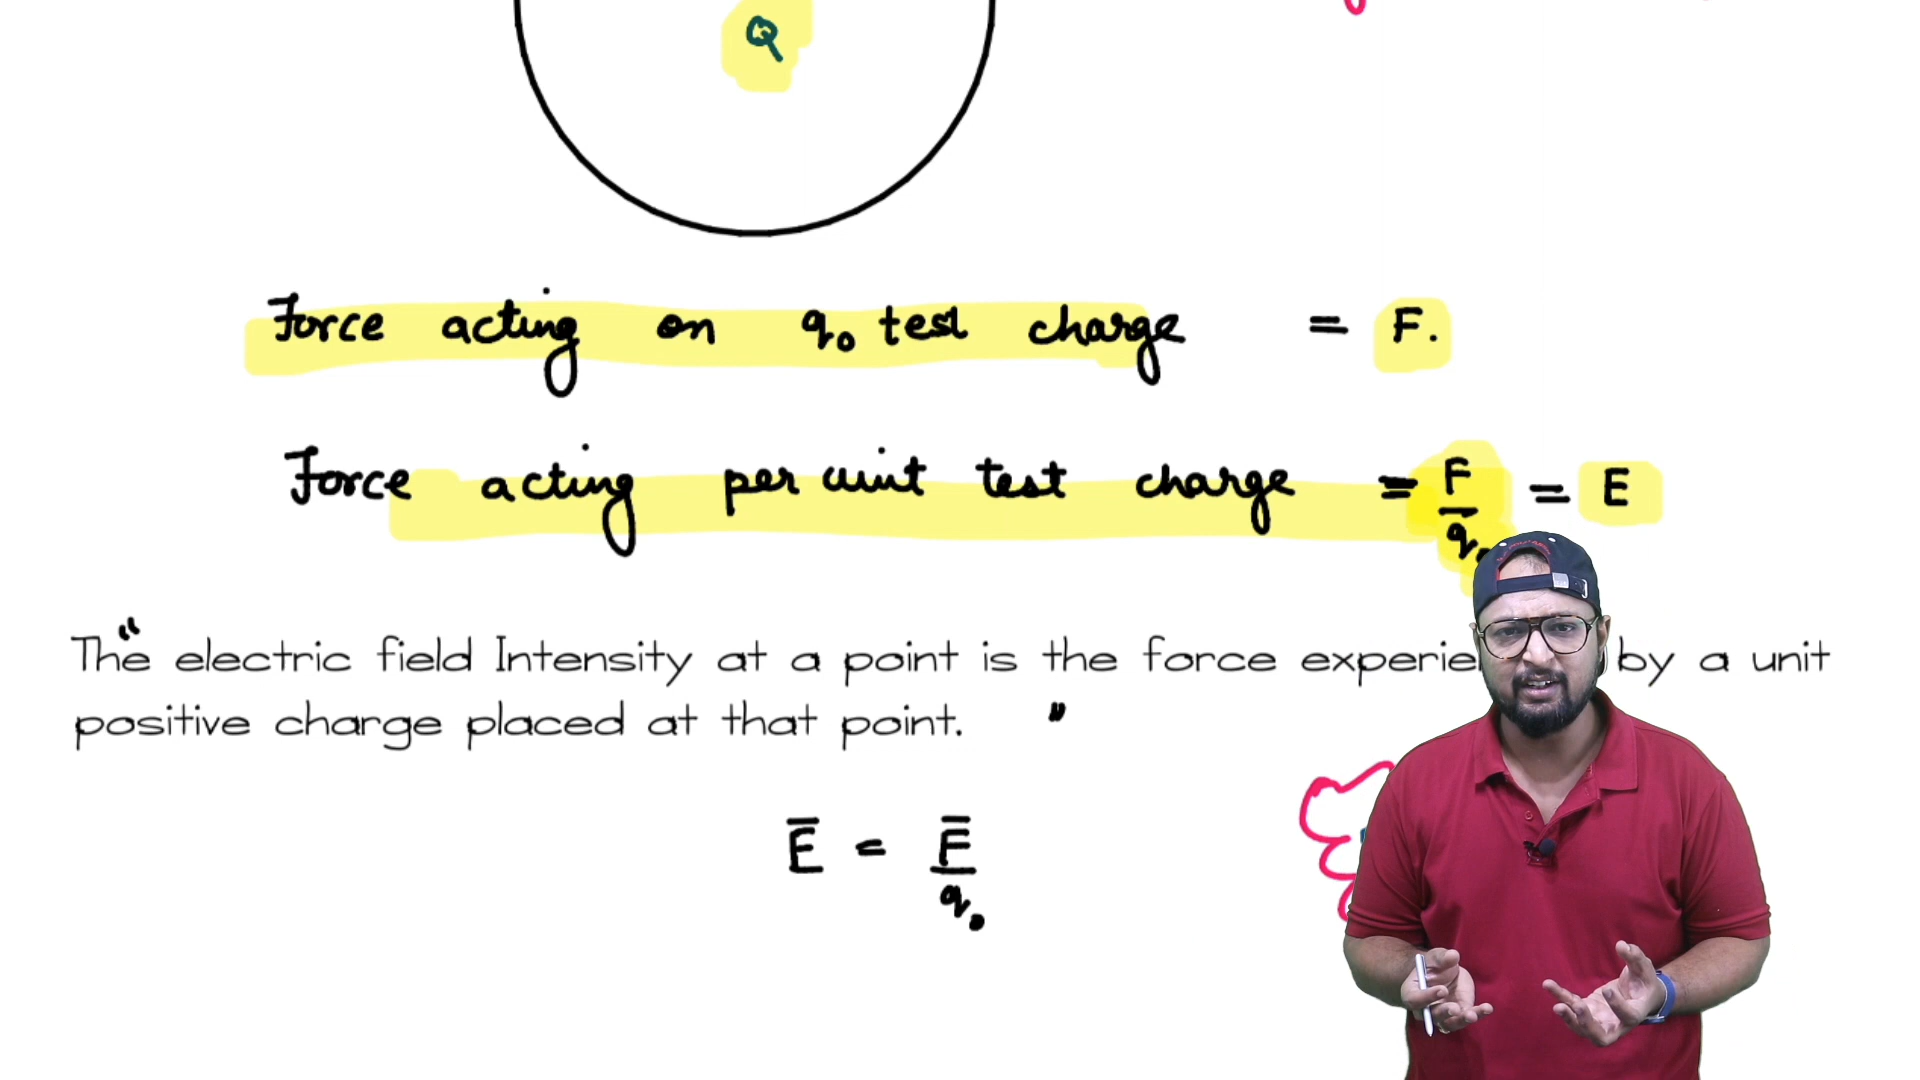 Q
Force acting on q₀ test charge = F.
Force acting per unit test charge = F/q₀ = E
"The electric field Intensity at a point is the force by a unit
positive charge placed at that point."
E̅ = F̅/q₀